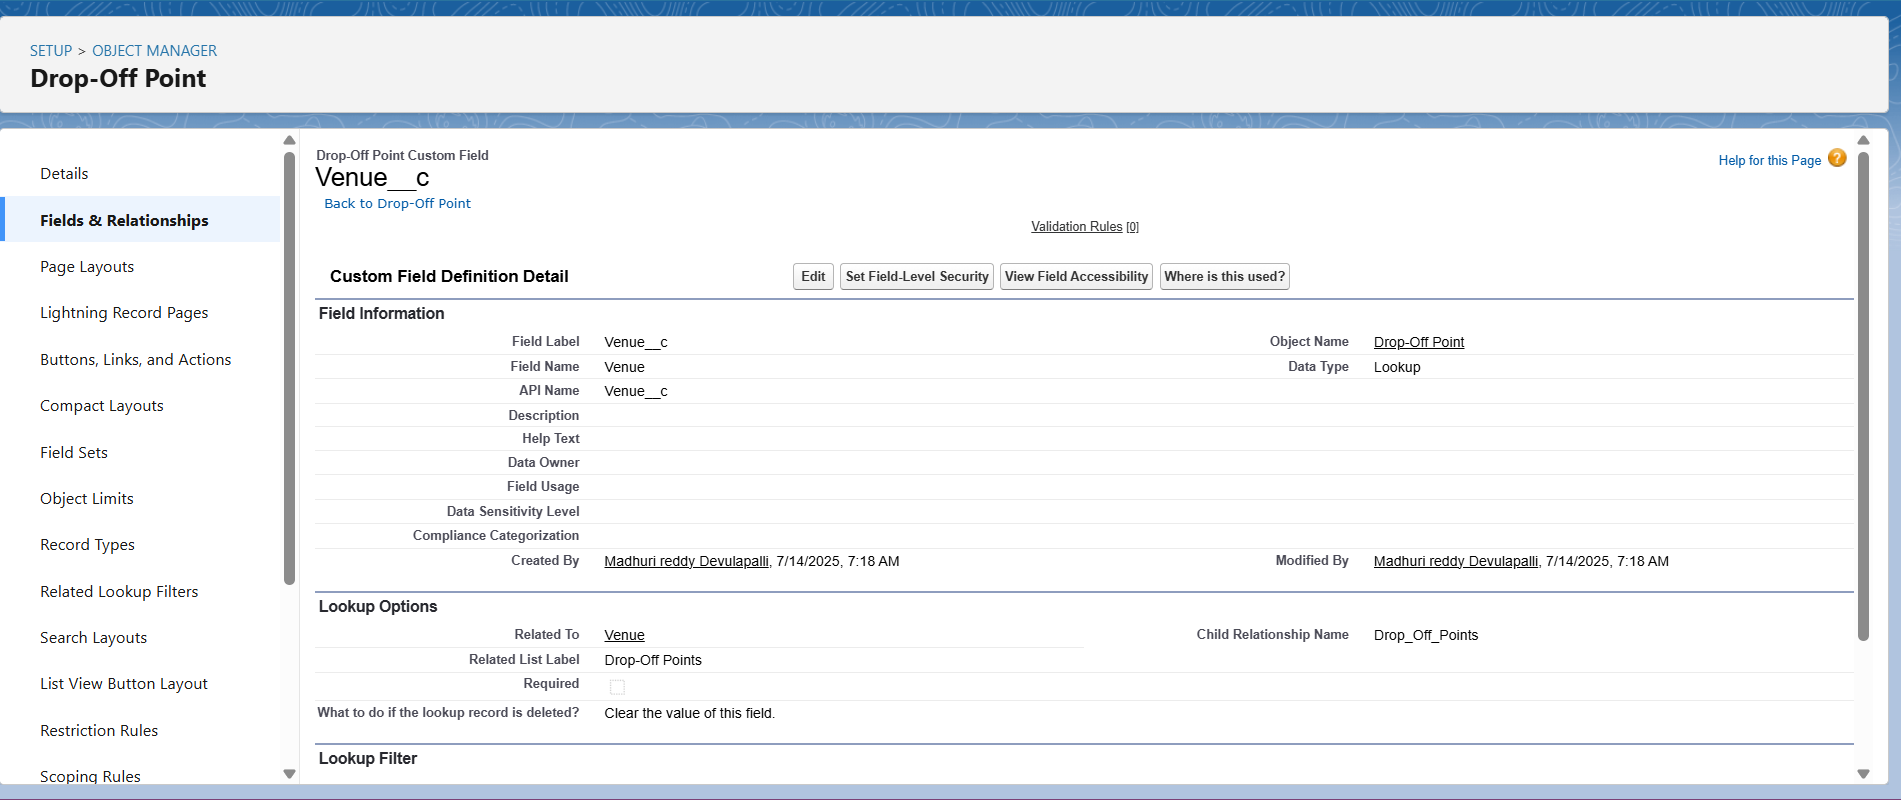 SETUP > OBJECT MANAGER
Drop-Off Point
Details
Fields & Relationships
Page Layouts
Lightning Record Pages
Buttons, Links, and Actions
Compact Layouts
Field Sets
Object Limits
Record Types
Related Lookup Filters
Search Layouts
List View Button Layout
Restriction Rules
Scoping Rules
Drop-Off Point Custom Field
Venue__c
Back to Drop-Off Point
Help for this Page ?
Validation Rules [0]
Custom Field Definition Detail Edit Set Field-Level Security View Field Accessibility Where is this used?
Field Information
Field Label Venue__c Object Name Drop-Off Point
Field Name Venue Data Type Lookup
API Name Venue__c
Description
Help Text
Data Owner
Field Usage
Data Sensitivity Level
Compliance Categorization
Created By Madhuri reddy Devulapalli, 7/14/2025, 7:18 AM Modified By Madhuri reddy Devulapalli, 7/14/2025, 7:18 AM
Lookup Options
Related To Venue Child Relationship Name Drop_Off_Points
Related List Label Drop-Off Points
Required
What to do if the lookup record is deleted? Clear the value of this field.
Lookup Filter